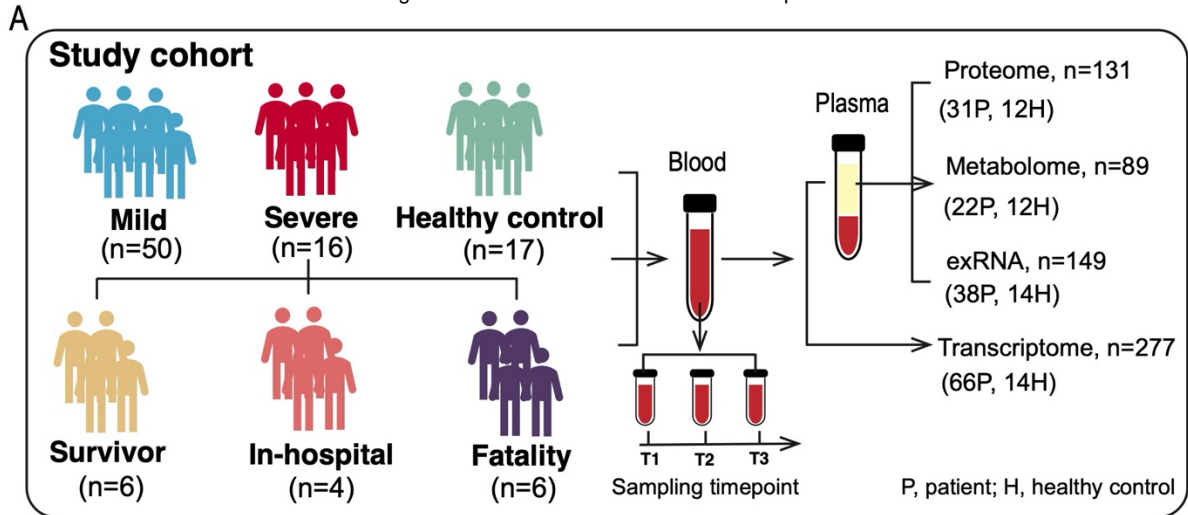 A
Study cohort
Mild
(n=50)
Severe
(n=16)
Healthy control
(n=17)
Survivor
(n=6)
In-hospital
(n=4)
Fatality
(n=6)
Blood
T1 T2 T3
Sampling timepoint
Plasma
Proteome, n=131
(31P, 12H)
Metabolome, n=89
(22P, 12H)
exRNA, n=149
(38P, 14H)
Transcriptome, n=277
(66P, 14H)
P, patient; H, healthy control